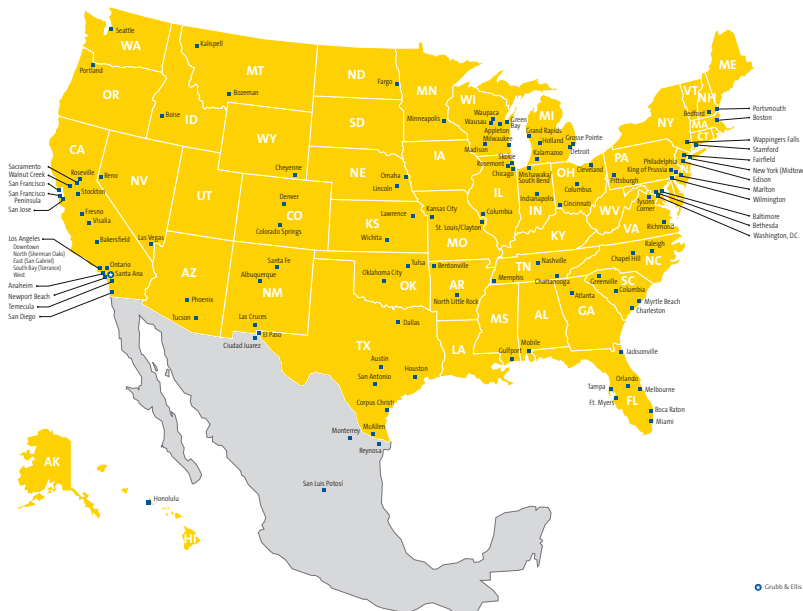 Seattle
WA
Portland
OR
Kalispell
MT
Bozeman
Boise
ID
ND
Fargo
MN
Minneapolis
SD
WY
Cheyenne
NE
Omaha
Lincoln
IA
WI
Waupaca
Wausau
Green
Bay
Appleton
Milwaukee
Madison
Skokie
Rosemont
Chicago
MI
Grand Rapids
Holland
Kalamazoo
Grosse Pointe
Detroit
Mishawaka/
South Bend
IL
IN
Indianapolis
OH
Cleveland
Columbus
Cincinnati
PA
Pittsburgh
NY
VT
NH
ME
MA
CT
Bedford
Portsmouth
Boston
Wappingers Falls
Stamford
Fairfield
New York (Midtow
Edison
Marlton
Wilmington
Philadelphia
King of Prussia
Baltimore
Bethesda
Washington, D.C.
Tysons
Corner
WV
VA
Richmond
KY
CA
Sacramento
Roseville
Walnut Creek
San Francisco
San Francisco
Peninsula
San Jose
Stockton
Reno
NV
Fresno
Visalia
Bakersfield
Las Vegas
UT
Denver
CO
Colorado Springs
KS
Lawrence
Wichita
Kansas City
MO
Columbia
St. Louis/Clayton
Los Angeles
Downtown
North (Sherman Oaks)
East (San Gabriel)
South Bay (Torrance)
West
Ontario
Santa Ana
Anaheim
Newport Beach
Temecula
San Diego
AZ
Phoenix
Tucson
NM
Santa Fe
Albuquerque
Las Cruces
El Paso
Ciudad Juarez
OK
Oklahoma City
Tulsa
AR
Bentonville
North Little Rock
TN
Memphis
Nashville
Chattanooga
NC
Raleigh
Chapel Hill
SC
Greenville
Columbia
Myrtle Beach
Charleston
MS
AL
GA
Atlanta
TX
Dallas
Austin
San Antonio
Houston
Corpus Christi
McAllen
Reynosa
Monterrey
San Luis Potosí
LA
Gulfport
Mobile
Jacksonville
FL
Orlando
Tampa
Melbourne
Ft. Myers
Boca Raton
Miami
AK
Honolulu
HI
Grubb & Ellis